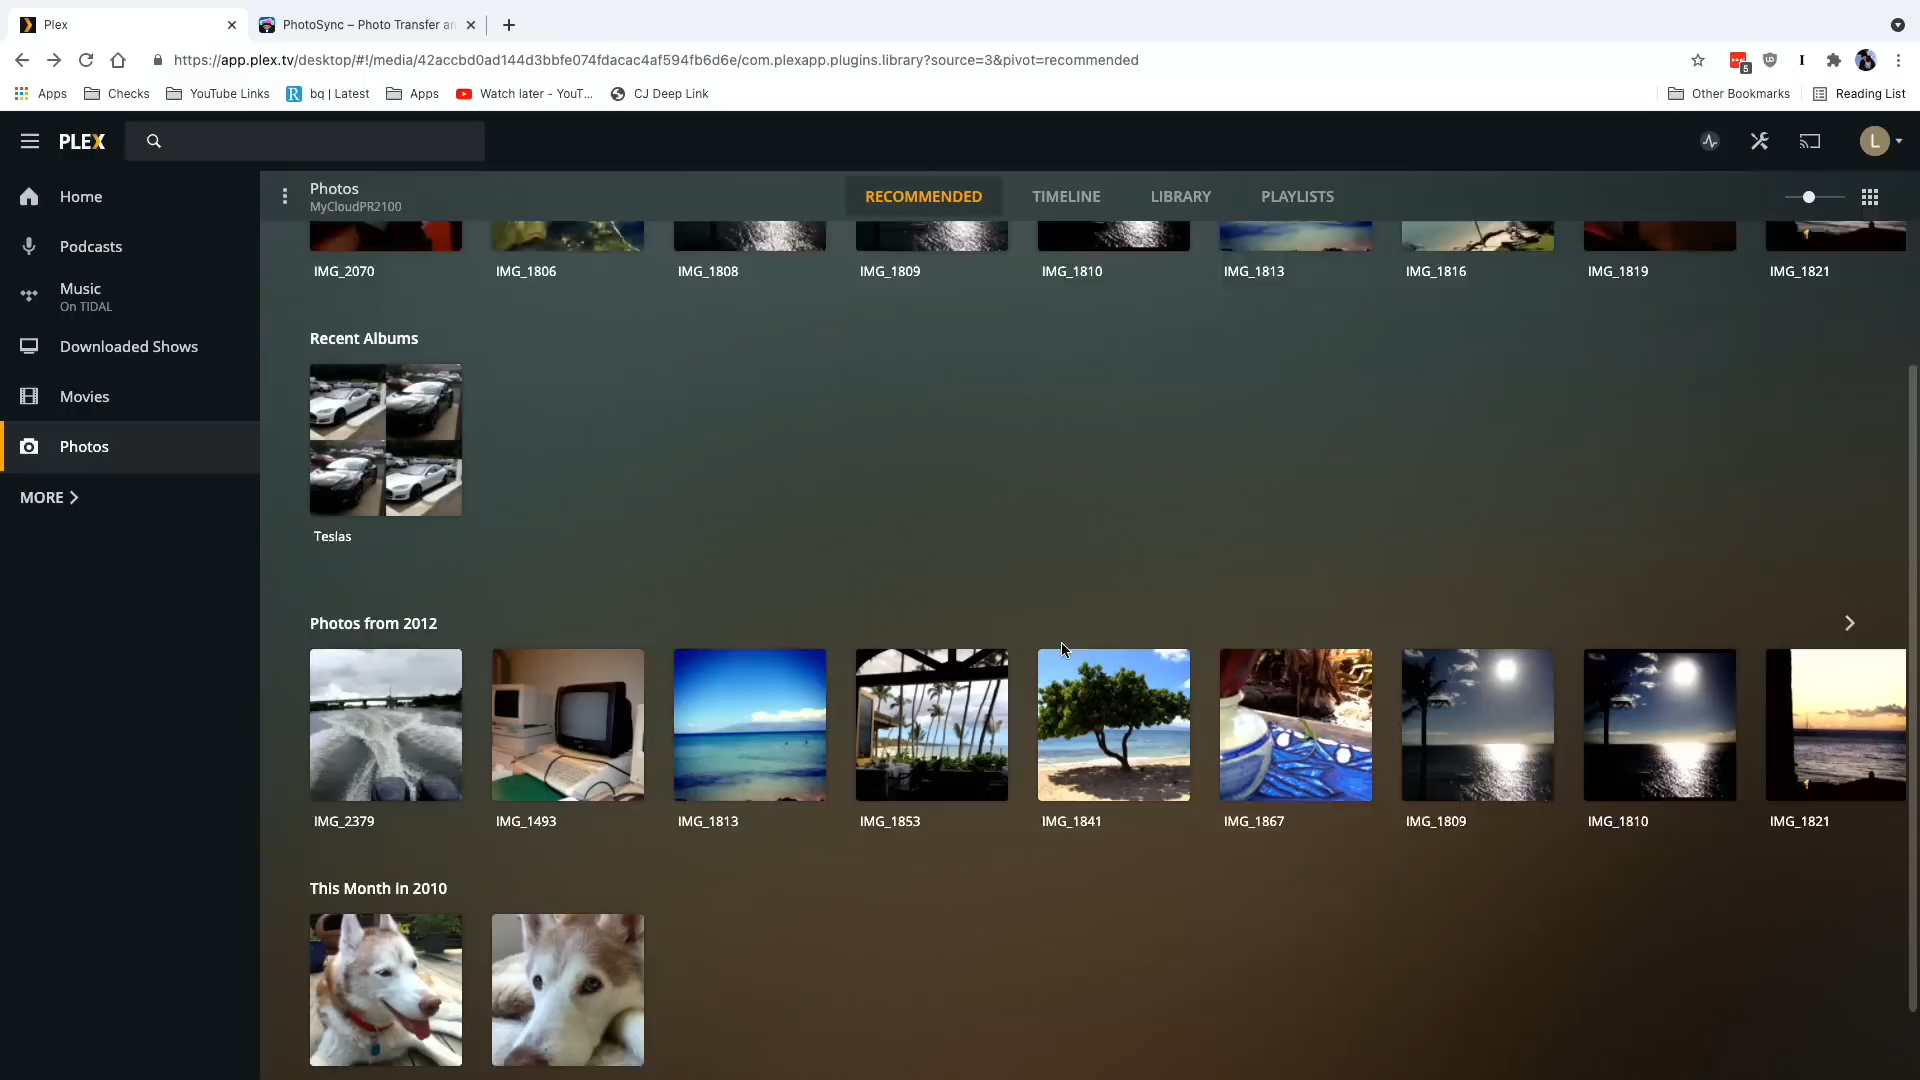 Plex
PhotoSync – Photo Transfer an
https://app.plex.tv/desktop/#!/media/42accbd0ad144d3bbfe074fdacac4af594fb6d6e/com.plexapp.plugins.library?source=3&pivot=recommended
5
Apps
Checks
YouTube Links
bq | Latest
Apps
Watch later - YouT...
CJ Deep Link
Other Bookmarks
Reading List
PLEX
L
Home
Podcasts
Music
On TIDAL
Downloaded Shows
Movies
Photos
MORE
Photos
MyCloudPR2100
RECOMMENDED
TIMELINE
LIBRARY
PLAYLISTS
IMG_2070
IMG_1806
IMG_1808
IMG_1809
IMG_1810
IMG_1813
IMG_1816
IMG_1819
IMG_1821
Recent Albums
Teslas
Photos from 2012
IMG_2379
IMG_1493
IMG_1813
IMG_1853
IMG_1841
IMG_1867
IMG_1809
IMG_1810
IMG_1821
This Month in 2010